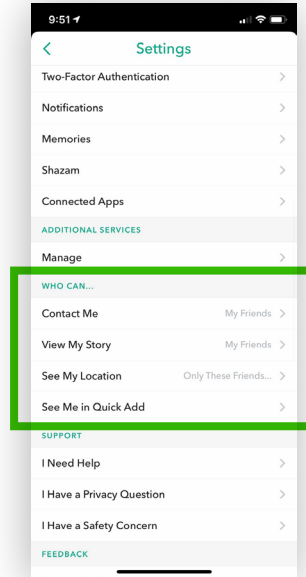 9:51
Settings
Two-Factor Authentication
Notifications
Memories
Shazam
Connected Apps
ADDITIONAL SERVICES
Manage
WHO CAN...
Contact Me My Friends
View My Story My Friends
See My Location Only These Friends...
See Me in Quick Add
SUPPORT
I Need Help
I Have a Privacy Question
I Have a Safety Concern
FEEDBACK